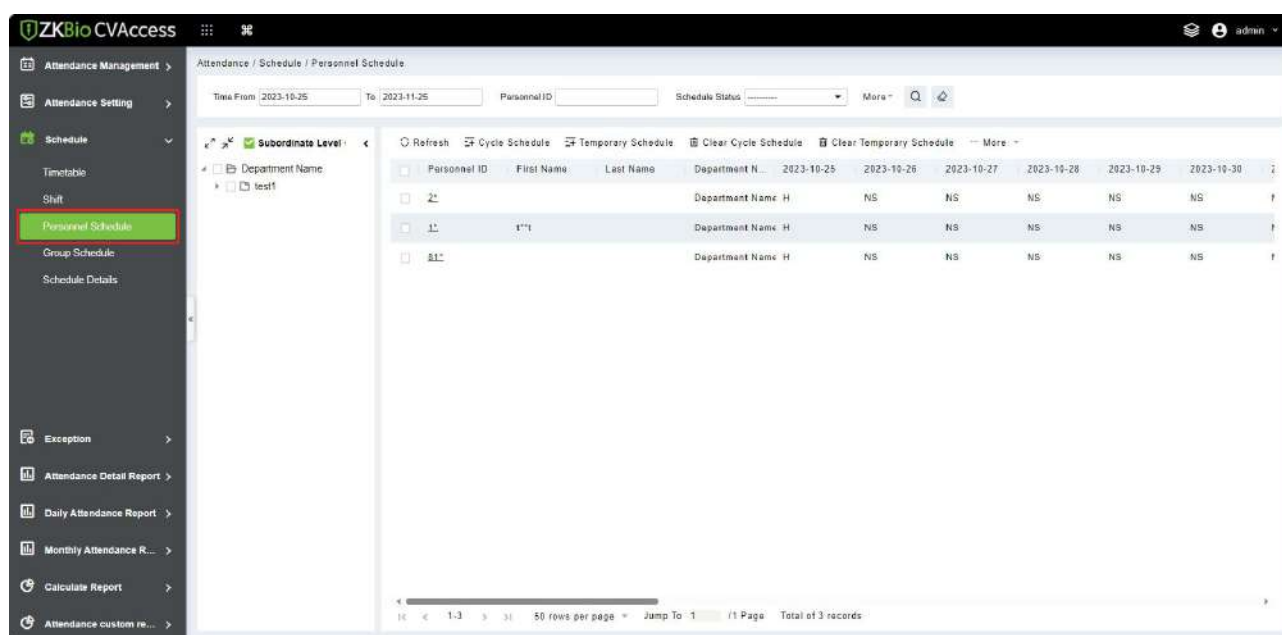 ZKBio CVAccess
admin
Attendance Management
Attendance Setting
Schedule
Timetable
Shift
Personnel Schedule
Group Schedule
Schedule Details
Exception
Attendance Detail Report
Daily Attendance Report
Monthly Attendance R...
Calculate Report
Attendance custom re...
Attendance / Schedule / Personnel Schedule
Time From 2023-10-25 To 2023-11-25 Personnel ID Schedule Status ---------- More
Subordinate Level
Department Name
test1
Refresh Cycle Schedule Temporary Schedule Clear Cycle Schedule Clear Temporary Schedule More
Personnel ID First Name Last Name Department N... 2023-10-25 2023-10-26 2023-10-27 2023-10-28 2023-10-29 2023-10-30
2* Department Name H NS NS NS NS NS
1* t**t Department Name H NS NS NS NS NS
81* Department Name H NS NS NS NS NS
1-3 50 rows per page Jump To 1 /1 Page Total of 3 records